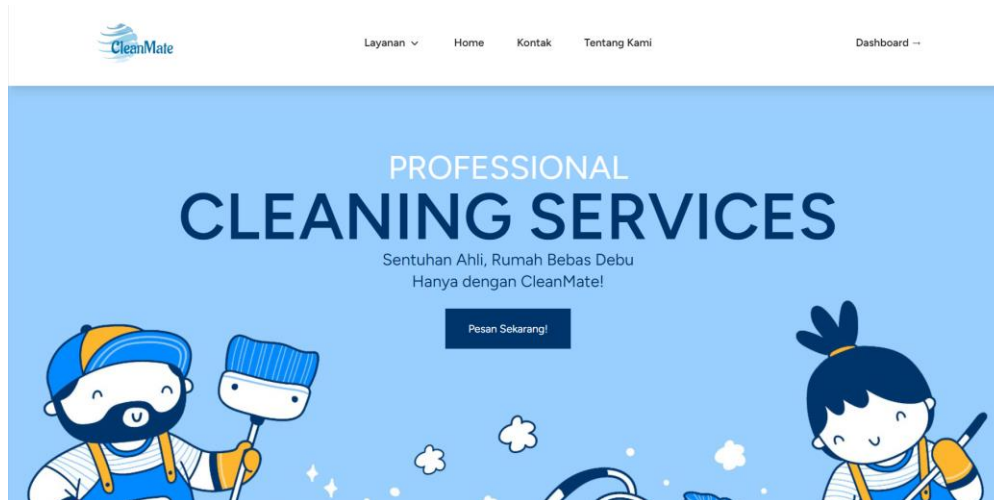 CleanMate
Layanan
Home
Kontak
Tentang Kami
Dashboard →
PROFESSIONAL
CLEANING SERVICES
Sentuhan Ahli, Rumah Bebas Debu
Hanya dengan CleanMate!
Pesan Sekarang!